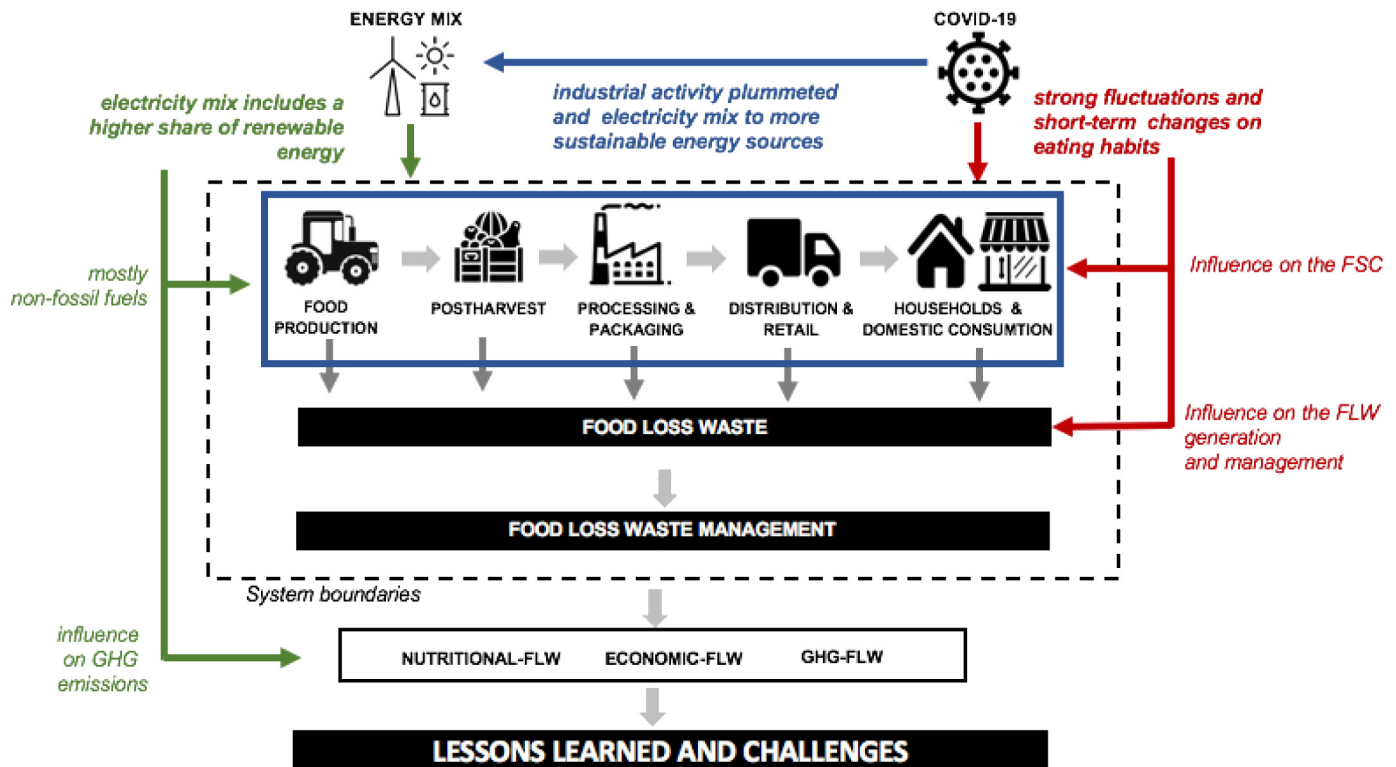 ENERGY MIX
COVID-19
electricity mix includes a
higher share of renewable
energy
industrial activity plummeted
and electricity mix to more
sustainable energy sources
strong fluctuations and
short-term changes on
eating habits
mostly
non-fossil fuels
FOOD
PRODUCTION
POSTHARVEST
PROCESSING &
PACKAGING
DISTRIBUTION &
RETAIL
HOUSEHOLDS &
DOMESTIC CONSUMTION
Influence on the FSC
FOOD LOSS WASTE
Influence on the FLW
generation
and management
FOOD LOSS WASTE MANAGEMENT
System boundaries
influence
on GHG
emissions
NUTRITIONAL-FLW
ECONOMIC-FLW
GHG-FLW
LESSONS LEARNED AND CHALLENGES